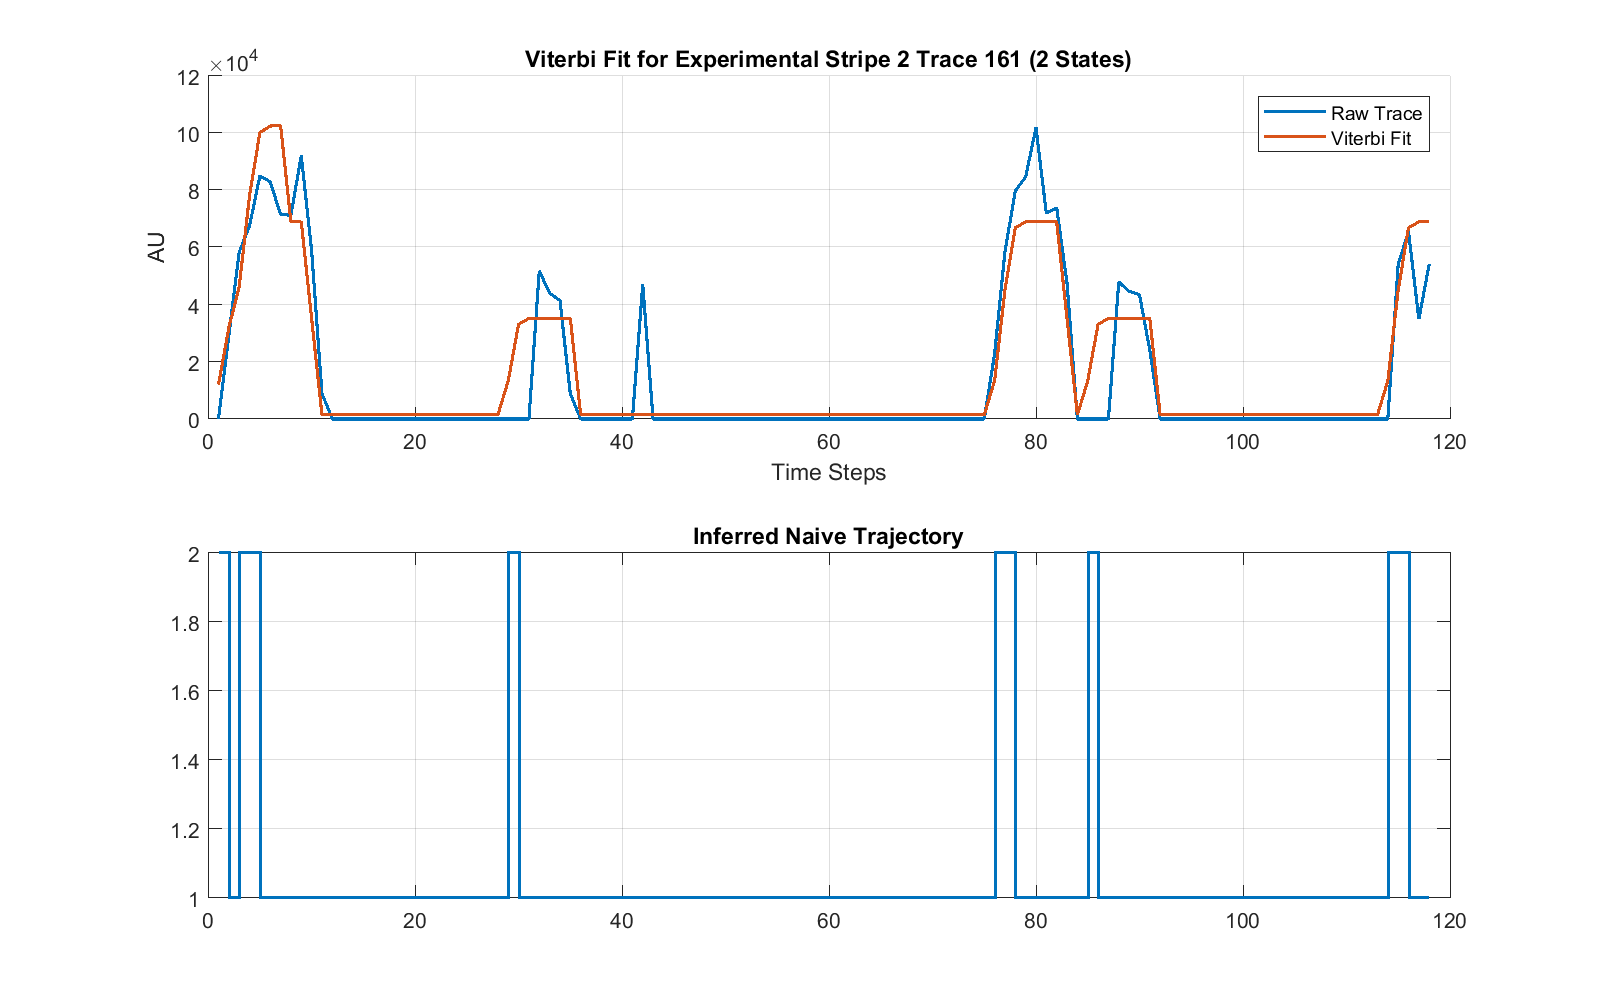 Viterbi Fit for Experimental Stripe 2 Trace 161 (2 States)
×10^4
12
10
8
6
4
2
0
AU
Raw Trace
Viterbi Fit
0 20 40 60 80 100 120
Time Steps
Inferred Naive Trajectory
2
1.8
1.6
1.4
1.2
1
0 20 40 60 80 100 120